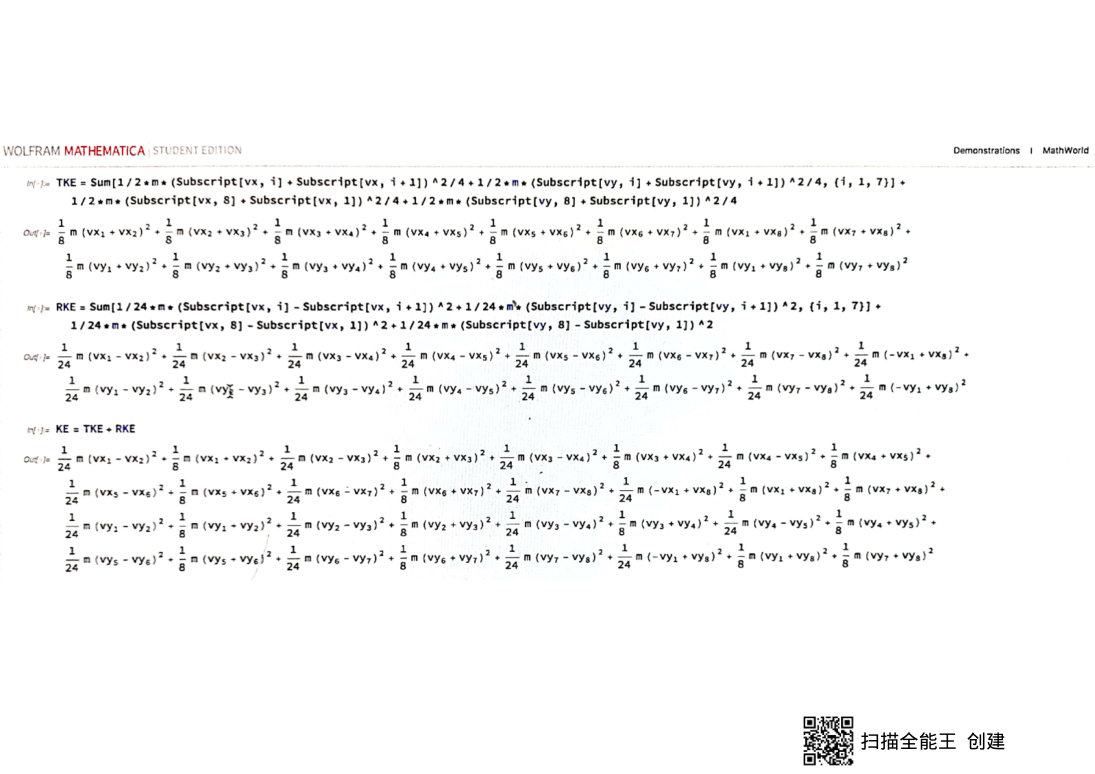 WOLFRAM MATHEMATICA | STUDENT EDITION
Demonstrations | MathWorld
In[·]:= TKE = Sum[1/2*m*(Subscript[vx, i] + Subscript[vx, i+1])^2/4 + 1/2*m*(Subscript[vy, i] + Subscript[vy, i+1])^2/4, {i, 1, 7}] +
1/2*m*(Subscript[vx, 8] + Subscript[vx, 1])^2/4 + 1/2*m*(Subscript[vy, 8] + Subscript[vy, 1])^2/4
Out[·]= 1/8 m (vx₁ + vx₂)² + 1/8 m (vx₂ + vx₃)² + 1/8 m (vx₃ + vx₄)² + 1/8 m (vx₄ + vx₅)² + 1/8 m (vx₅ + vx₆)² + 1/8 m (vx₆ + vx₇)² + 1/8 m (vx₁ + vx₈)² + 1/8 m (vx₇ + vx₈)² +
1/8 m (vy₁ + vy₂)² + 1/8 m (vy₂ + vy₃)² + 1/8 m (vy₃ + vy₄)² + 1/8 m (vy₄ + vy₅)² + 1/8 m (vy₅ + vy₆)² + 1/8 m (vy₆ + vy₇)² + 1/8 m (vy₁ + vy₈)² + 1/8 m (vy₇ + vy₈)²
In[·]:= RKE = Sum[1/24*m*(Subscript[vx, i] - Subscript[vx, i+1])^2 + 1/24*m*(Subscript[vy, i] - Subscript[vy, i+1])^2, {i, 1, 7}] +
1/24*m*(Subscript[vx, 8] - Subscript[vx, 1])^2 + 1/24*m*(Subscript[vy, 8] - Subscript[vy, 1])^2
Out[·]= 1/24 m (vx₁ - vx₂)² + 1/24 m (vx₂ - vx₃)² + 1/24 m (vx₃ - vx₄)² + 1/24 m (vx₄ - vx₅)² + 1/24 m (vx₅ - vx₆)² + 1/24 m (vx₆ - vx₇)² + 1/24 m (vx₇ - vx₈)² + 1/24 m (-vx₁ + vx₈)² +
1/24 m (vy₁ - vy₂)² + 1/24 m (vy₂ - vy₃)² + 1/24 m (vy₃ - vy₄)² + 1/24 m (vy₄ - vy₅)² + 1/24 m (vy₅ - vy₆)² + 1/24 m (vy₆ - vy₇)² + 1/24 m (vy₇ - vy₈)² + 1/24 m (-vy₁ + vy₈)²
In[·]:= KE = TKE + RKE
Out[·]= 1/24 m (vx₁ - vx₂)² + 1/8 m (vx₁ + vx₂)² + 1/24 m (vx₂ - vx₃)² + 1/8 m (vx₂ + vx₃)² + 1/24 m (vx₃ - vx₄)² + 1/8 m (vx₃ + vx₄)² + 1/24 m (vx₄ - vx₅)² + 1/8 m (vx₄ + vx₅)² +
1/24 m (vx₅ - vx₆)² + 1/8 m (vx₅ + vx₆)² + 1/24 m (vx₆ - vx₇)² + 1/8 m (vx₆ + vx₇)² + 1/24 m (vx₇ - vx₈)² + 1/24 m (-vx₁ + vx₈)² + 1/8 m (vx₁ + vx₈)² + 1/8 m (vx₇ + vx₈)² +
1/24 m (vy₁ - vy₂)² + 1/8 m (vy₁ + vy₂)² + 1/24 m (vy₂ - vy₃)² + 1/8 m (vy₂ + vy₃)² + 1/24 m (vy₃ - vy₄)² + 1/8 m (vy₃ + vy₄)² + 1/24 m (vy₄ - vy₅)² + 1/8 m (vy₄ + vy₅)² +
1/24 m (vy₅ - vy₆)² + 1/8 m (vy₅ + vy₆)² + 1/24 m (vy₆ - vy₇)² + 1/8 m (vy₆ + vy₇)² + 1/24 m (vy₇ - vy₈)² + 1/24 m (-vy₁ + vy₈)² + 1/8 m (vy₁ + vy₈)² + 1/8 m (vy₇ + vy₈)²
扫描全能王 创建